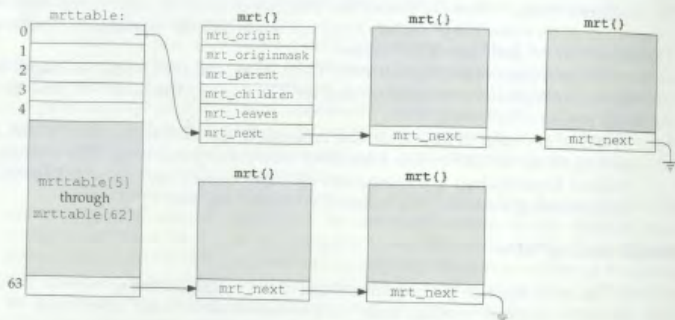 mrttable:
mrt{}
mrt{}
mrt{}
0
1
2
3
4
mrt_origin
mrt_originmask
mrt_parent
mrt_children
mrt_leaves
mrt_next
mrt_next
mrt_next
mrttable[5]
through
mrttable[62]
63
mrt{}
mrt{}
mrt_next
mrt_next